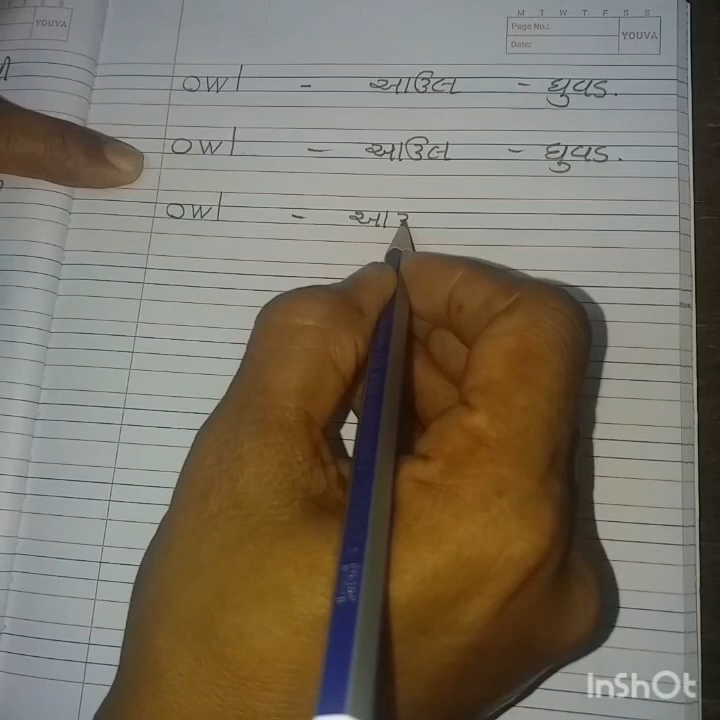 YOUVA
M T W T F S S
Page No.:
Date:
YOUVA
owl - આઉલ - ઘુવડ.
owl - આઉલ - ઘુવડ.
owl - આ
InShOt